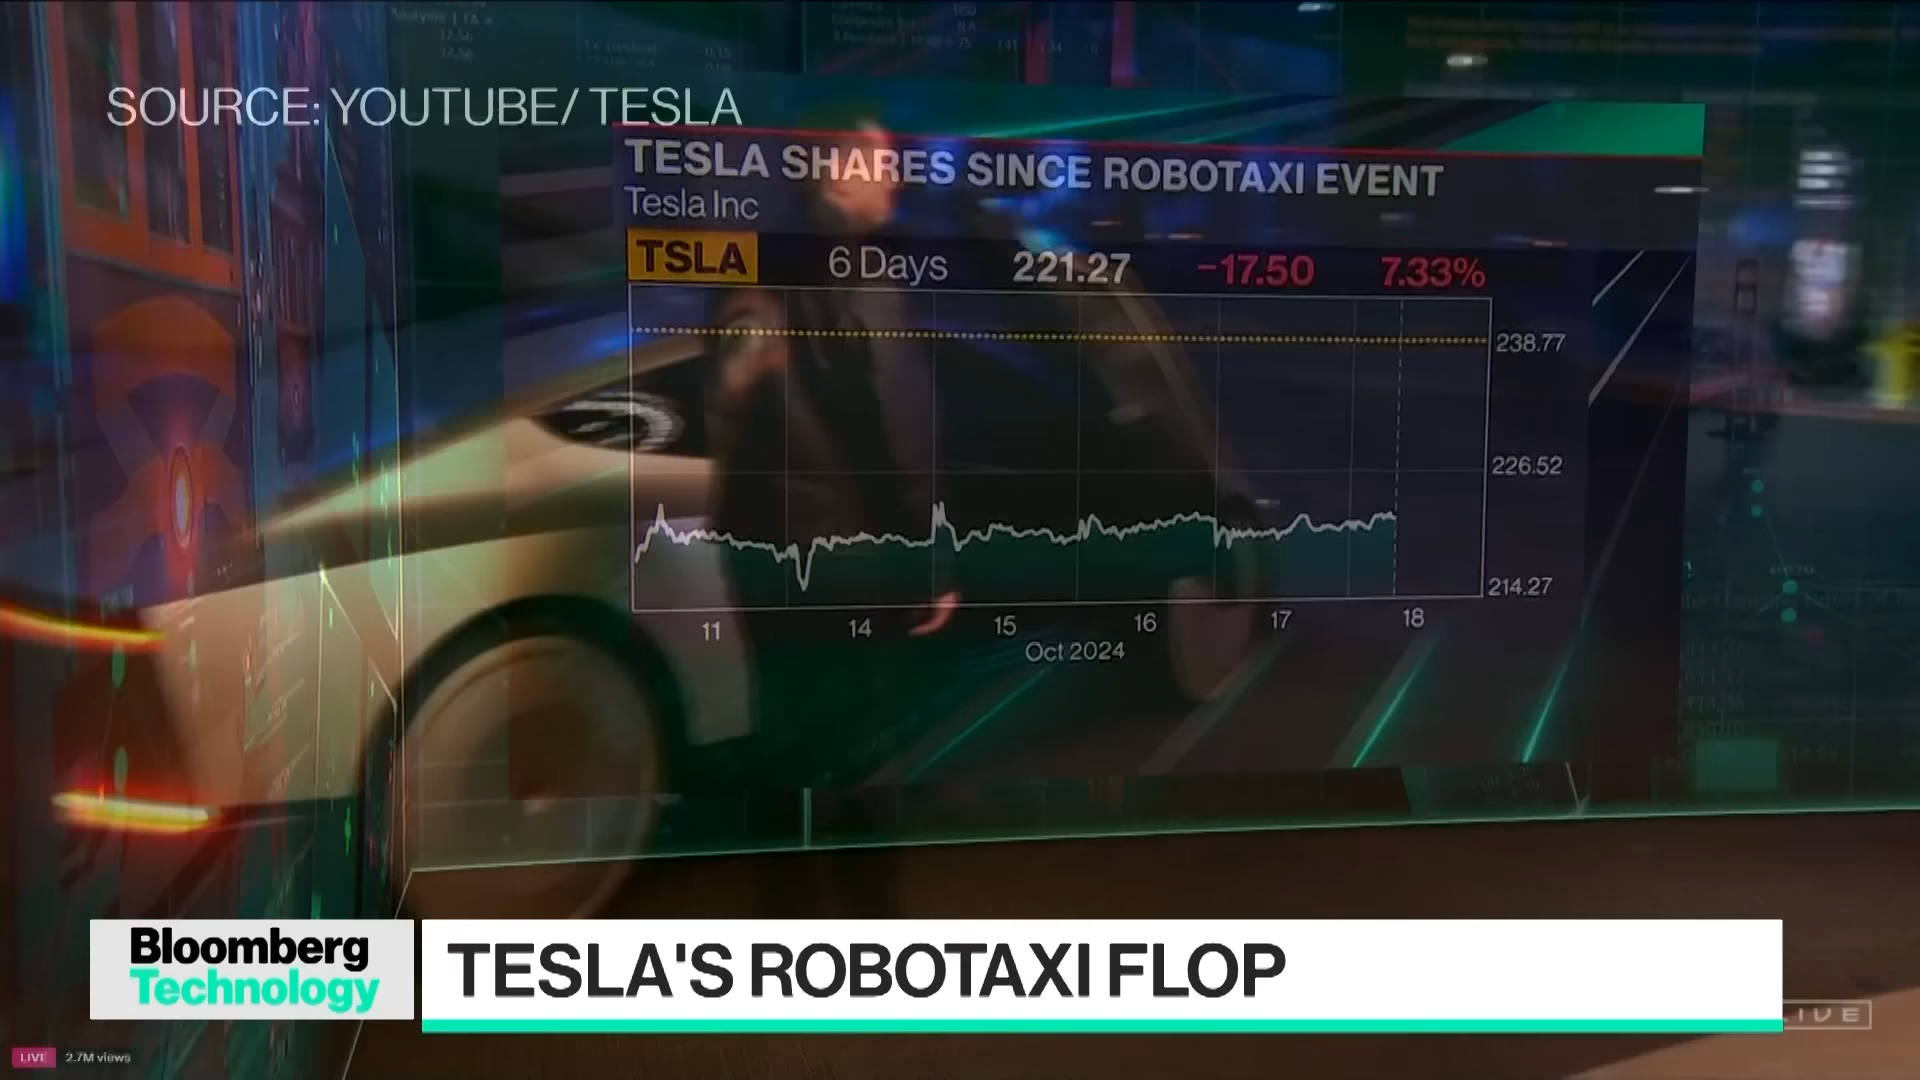 SOURCE: YOUTUBE/ TESLA
TESLA SHARES SINCE ROBOTAXI EVENT
Tesla Inc
TSLA 6 Days 221.27 -17.50 7.33%
238.77
226.52
214.27
11 14 15 16 17 18
Oct 2024
Bloomberg
Technology
TESLA'S ROBOTAXI FLOP
LIVE
LIVE 2.7M views